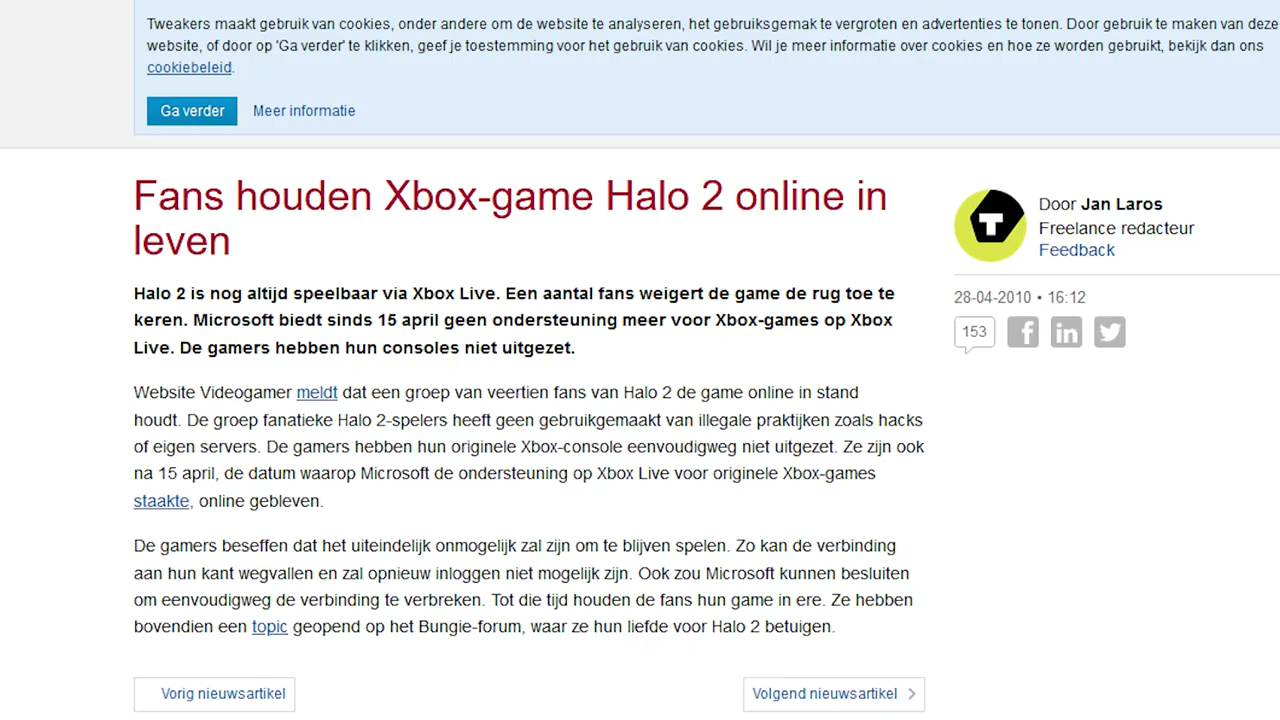 Tweakers maakt gebruik van cookies, onder andere om de website te analyseren, het gebruiksgemak te vergroten en advertenties te tonen. Door gebruik te maken van deze
website, of door op 'Ga verder' te klikken, geef je toestemming voor het gebruik van cookies. Wil je meer informatie over cookies en hoe ze worden gebruikt, bekijk dan ons
cookiebeleid.
Ga verder Meer informatie
Fans houden Xbox-game Halo 2 online in
leven
Halo 2 is nog altijd speelbaar via Xbox Live. Een aantal fans weigert de game de rug toe te
keren. Microsoft biedt sinds 15 april geen ondersteuning meer voor Xbox-games op Xbox
Live. De gamers hebben hun consoles niet uitgezet.
Website Videogamer meldt dat een groep van veertien fans van Halo 2 de game online in stand
houdt. De groep fanatieke Halo 2-spelers heeft geen gebruikgemaakt van illegale praktijken zoals hacks
of eigen servers. De gamers hebben hun originele Xbox-console eenvoudigweg niet uitgezet. Ze zijn ook
na 15 april, de datum waarop Microsoft de ondersteuning op Xbox Live voor originele Xbox-games
staakte, online gebleven.
De gamers beseffen dat het uiteindelijk onmogelijk zal zijn om te blijven spelen. Zo kan de verbinding
aan hun kant wegvallen en zal opnieuw inloggen niet mogelijk zijn. Ook zou Microsoft kunnen besluiten
om eenvoudigweg de verbinding te verbreken. Tot die tijd houden de fans hun game in ere. Ze hebben
bovendien een topic geopend op het Bungie-forum, waar ze hun liefde voor Halo 2 betuigen.
Vorig nieuwsartikel
Volgend nieuwsartikel
T
Door Jan Laros
Freelance redacteur
Feedback
28-04-2010 • 16:12
153 f in